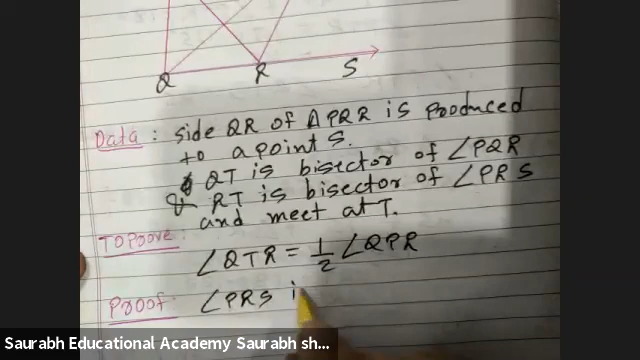 Q R S
Data : side QR of △PQR is produced
to a point S.
QT is bisector of ∠PQR
& RT is bisector of ∠PRS
and meet at T.
TO Prove :
∠QTR = 1/2 ∠QPR
Proof ∠PRS i
Saurabh Educational Academy Saurabh sh...